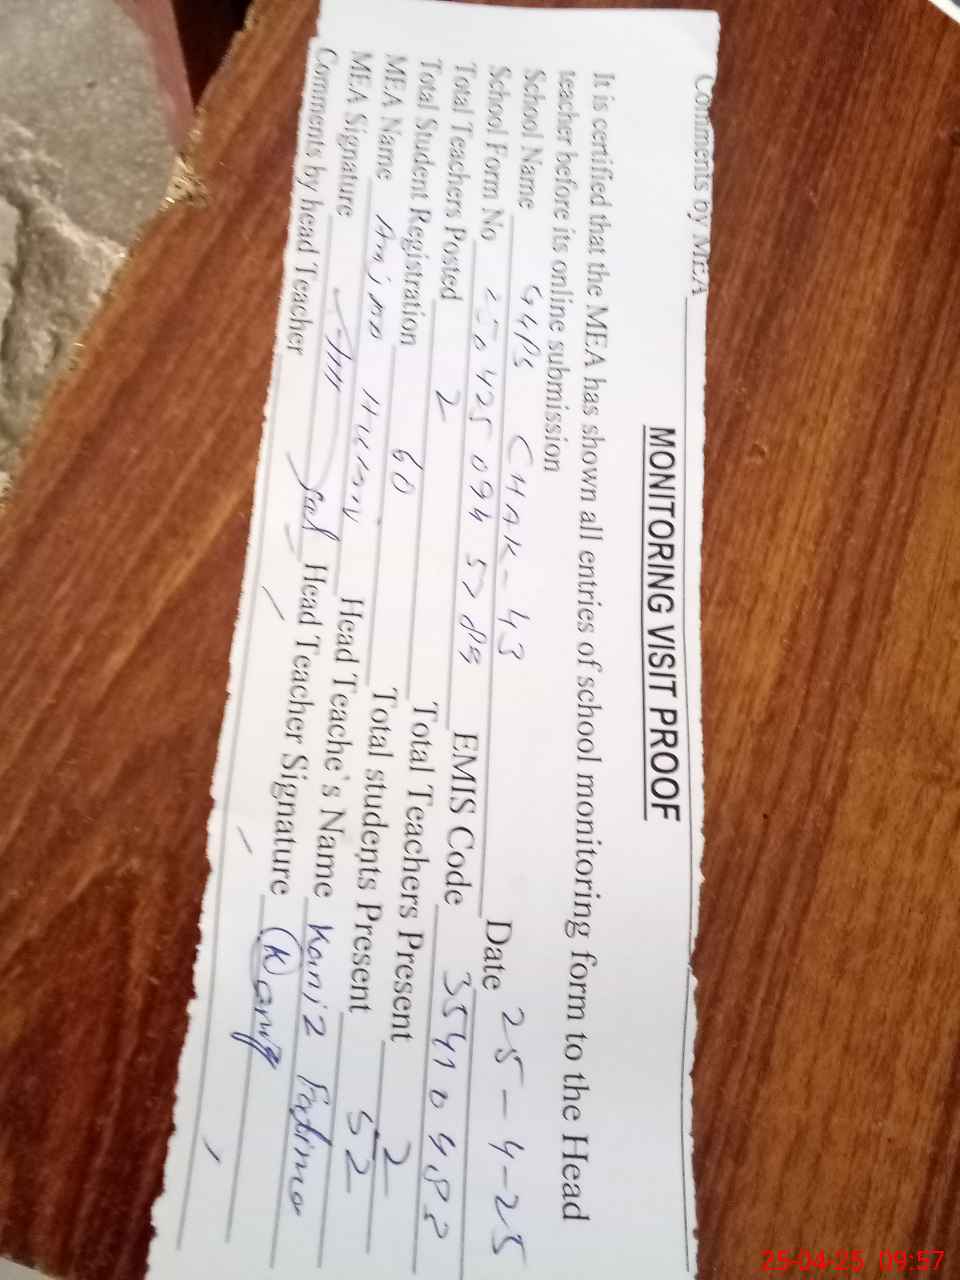 Comments by MEA
MONITORING VISIT PROOF
It is certified that the MEA has shown all entries of school monitoring form to the Head
teacher before its online submission
School Name GGPS CHAK-43 Date 25-4-25
School Form No EMIS Code
Total Teachers Posted 2 Total Teachers Present 2
Total Student Registration 60 Total students Present 52
MEA Name Head Teache's Name Kaniz Fatima
MEA Signature Head Teacher Signature
Comments by head Teacher
25-04-25 09:57